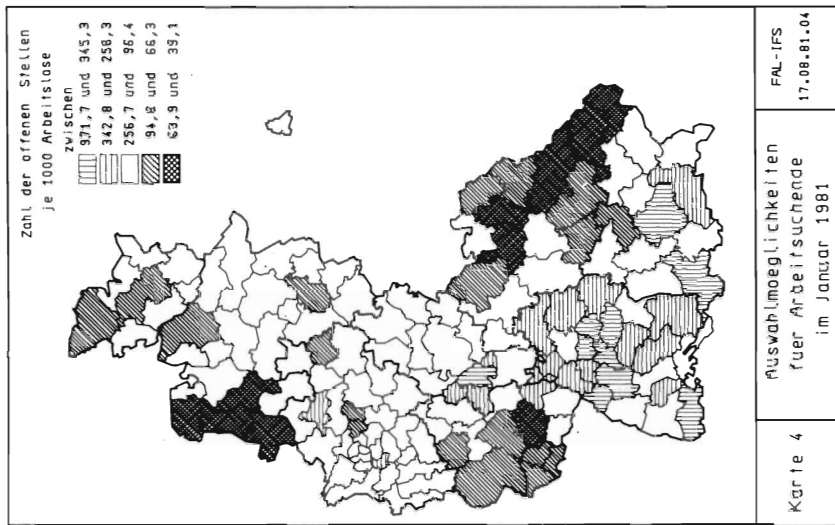 Zahl der offenen Stellen
je 1000 Arbeitslose
zwischen
971,7 und 345,3
342,8 und 258,3
256,7 und 96,4
94,8 und 66,3
63,9 und 39,1
Karte 4
Auswahlmoeglichkeiten
fuer Arbeitsuchende
im Januar 1981
FAL-IFS
17.08.81.04